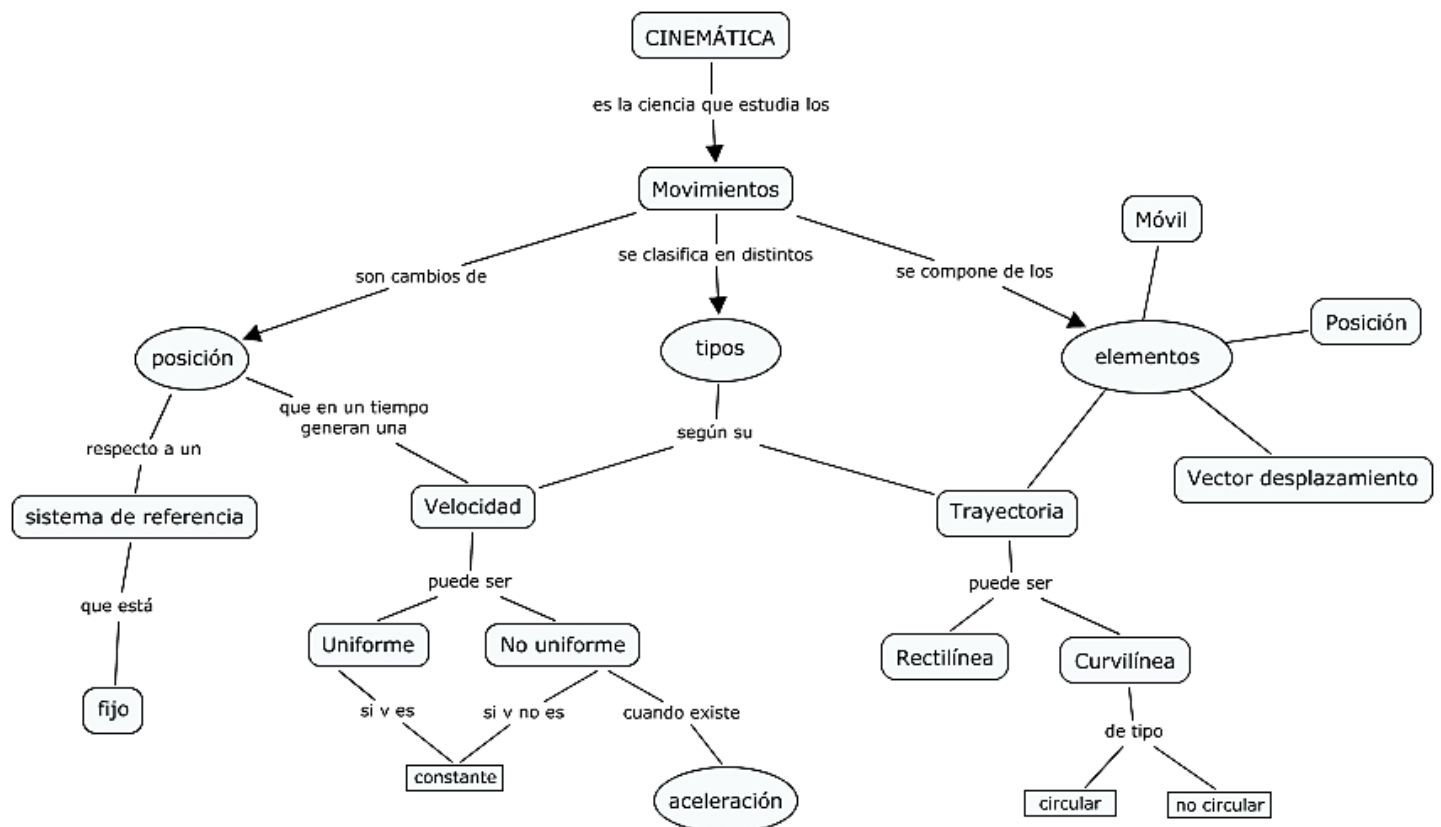 CINEMÁTICA
es la ciencia que estudia los
Movimientos
son cambios de
se clasifica en distintos
se compone de los
Móvil
Posición
posición
tipos
elementos
que en un tiempo
generan una
respecto a un
según su
sistema de referencia
Velocidad
Trayectoria
Vector desplazamiento
que está
puede ser
puede ser
fijo
Uniforme
No uniforme
Rectilínea
Curvilínea
si v es
si v no es
cuando existe
de tipo
constante
aceleración
circular
no circular